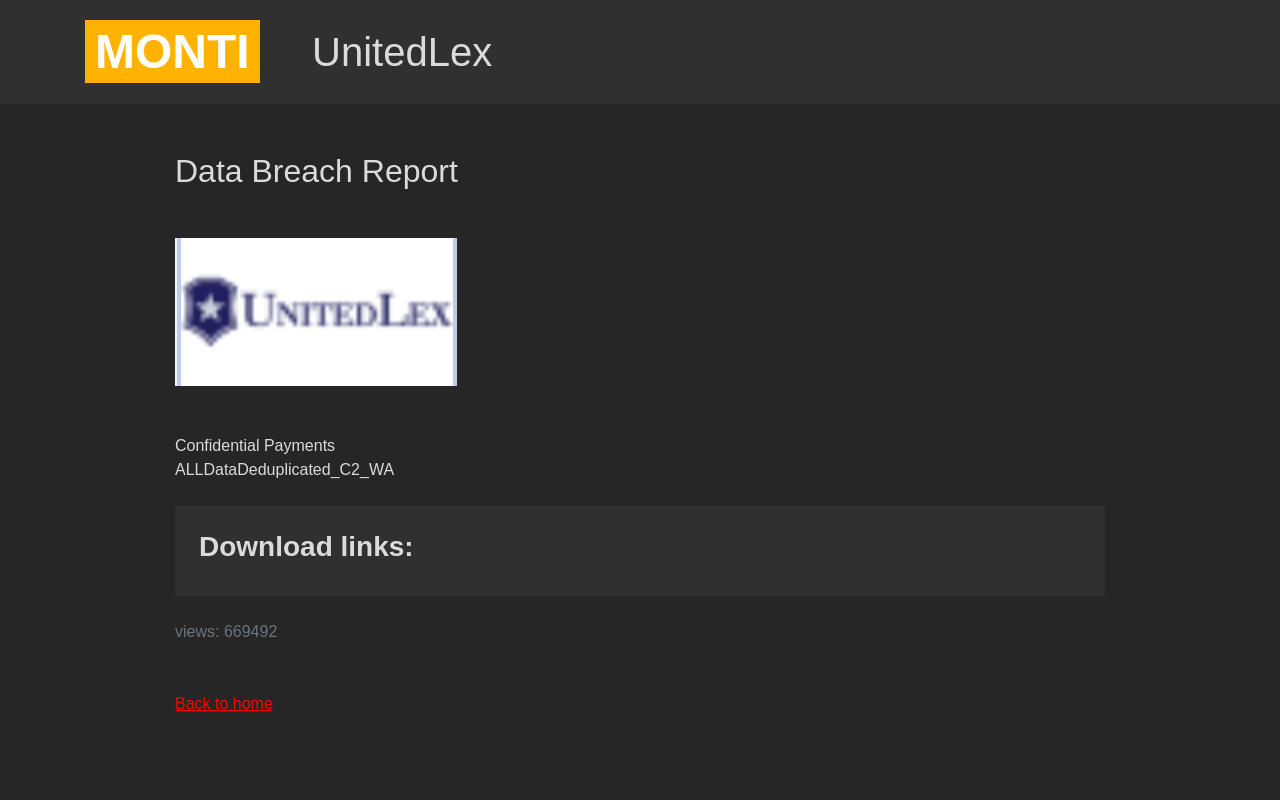 MONTI
UnitedLex
Data Breach Report
UNITEDLEX
Confidential Payments
ALLDataDeduplicated_C2_WA
Download links:
views: 669492
Back to home